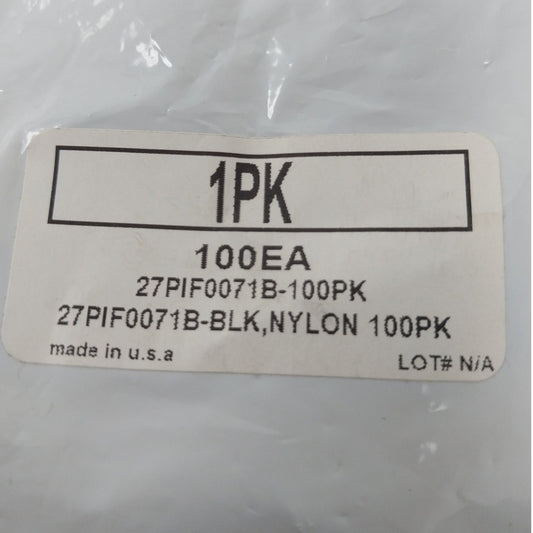 1PK
100EA
27PIF0071B-100PK
27PIF0071B-BLK,NYLON 100PK
made in u.s.a
LOT# N/A